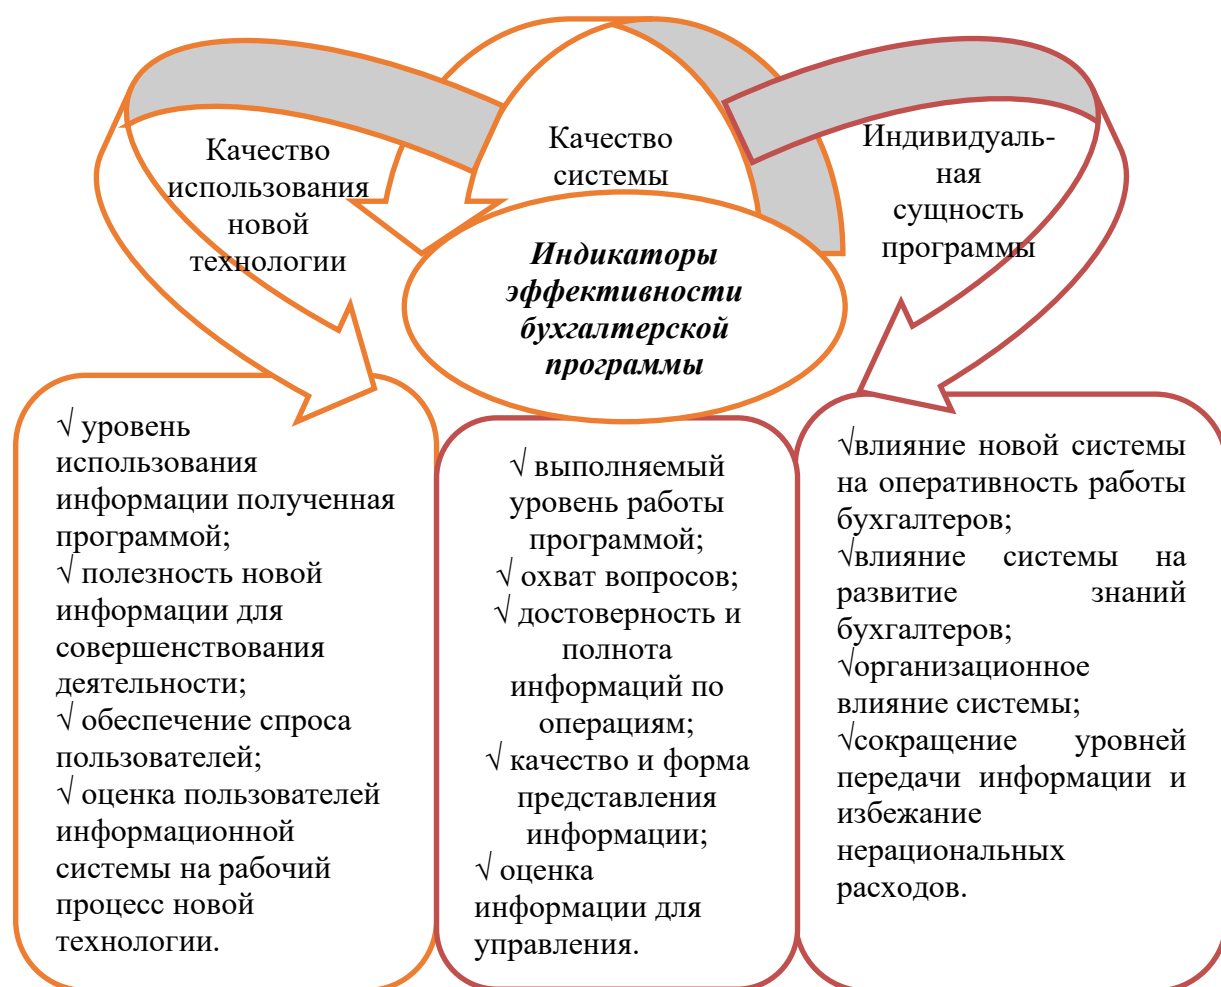 Качество
использования
новой
технологии
Качество
системы
Индивидуаль-
ная
сущность
программы
Индикаторы
эффективности
бухгалтерской
программы
√ уровень
использования
информации полученная
программой;
√ полезность новой
информации для
совершенствования
деятельности;
√ обеспечение спроса
пользователей;
√ оценка пользователей
информационной
системы на рабочий
процесс новой
технологии.
√ выполняемый
уровень работы
программой;
√ охват вопросов;
√ достоверность и
полнота
информаций по
операциям;
√ качество и форма
представления
информации;
√ оценка
информации для
управления.
√влияние новой системы
на оперативность работы
бухгалтеров;
√влияние системы на
развитие знаний
бухгалтеров;
√организационное
влияние системы;
√сокращение уровней
передачи информации и
избежание
нерациональных
расходов.